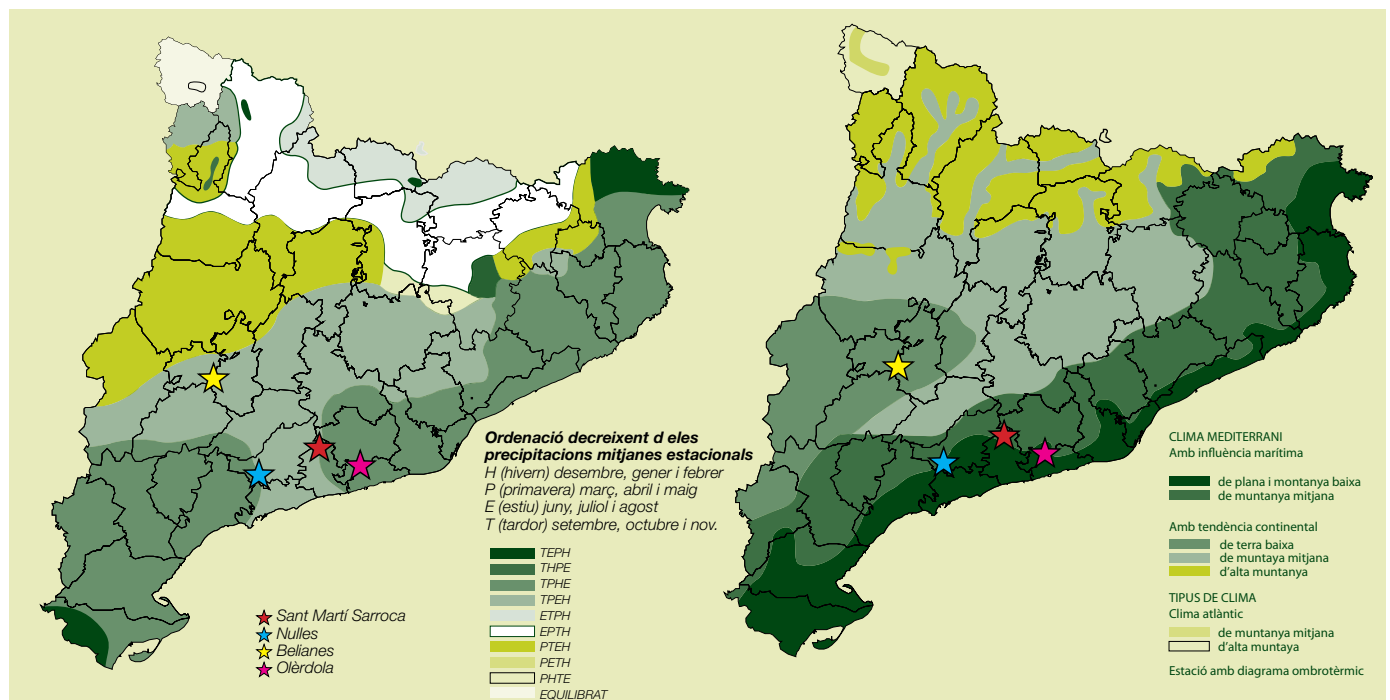 Ordenació decreixent d eles
precipitacions mitjanes estacionals
H (hivern) desembre, gener i febrer
P (primavera) març, abril i maig
E (estiu) juny, juliol i agost
T (tardor) setembre, octubre i nov.
TEPH
THPE
TPHE
TPEH
ETPH
EPTH
PTEH
PETH
PHTE
EQUILIBRAT
Sant Martí Sarroca
Nulles
Belianes
Olèrdola
CLIMA MEDITERRANI
Amb influència marítima
de plana i montanya baixa
de muntanya mitjana
Amb tendència continental
de terra baixa
de muntaya mitjana
d'alta muntanya
TIPUS DE CLIMA
Clima atlàntic
de muntanya mitjana
d'alta muntaya
Estació amb diagrama ombrotèrmic